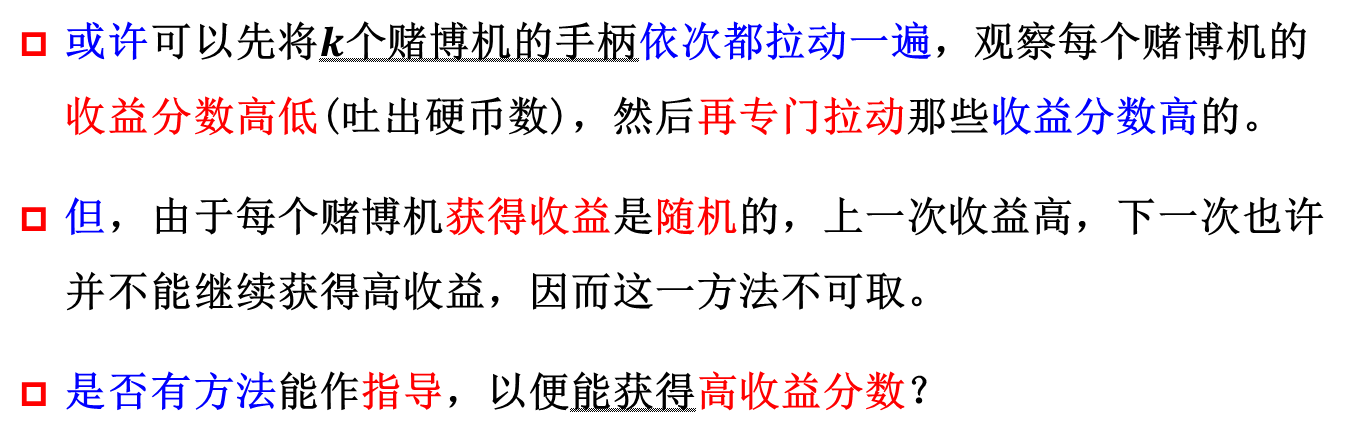 或许可以先将k个赌博机的手柄依次都拉动一遍，观察每个赌博机的
收益分数高低(吐出硬币数)，然后再专门拉动那些收益分数高的。
但，由于每个赌博机获得收益是随机的，上一次收益高，下一次也许
并不能继续获得高收益，因而这一方法不可取。
是否有方法能作指导，以便能获得高收益分数？